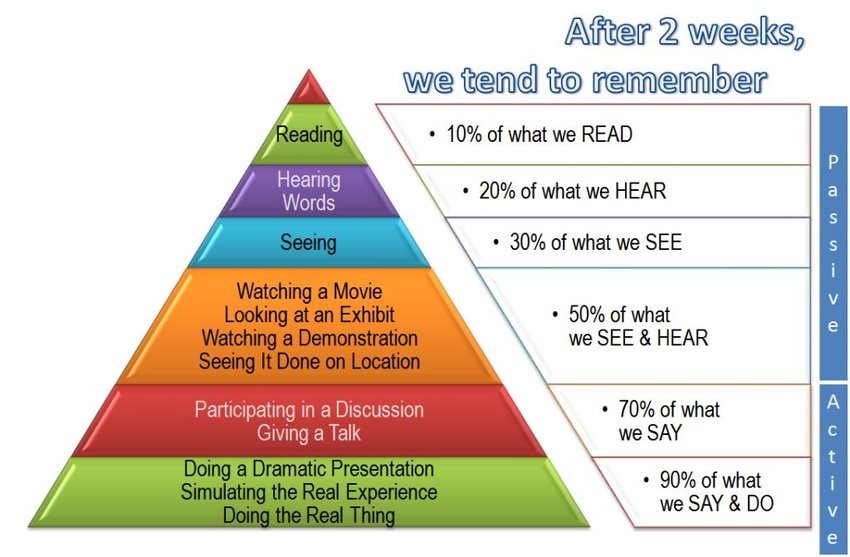 After 2 weeks,
we tend to remember
Reading
• 10% of what we READ
Hearing
Words
• 20% of what we HEAR
Seeing
• 30% of what we SEE
Watching a Movie
Looking at an Exhibit
Watching a Demonstration
Seeing It Done on Location
• 50% of what
we SEE & HEAR
Participating in a Discussion
Giving a Talk
• 70% of what
we SAY
Doing a Dramatic Presentation
Simulating the Real Experience
Doing the Real Thing
• 90% of what
we SAY & DO
Passive
Active